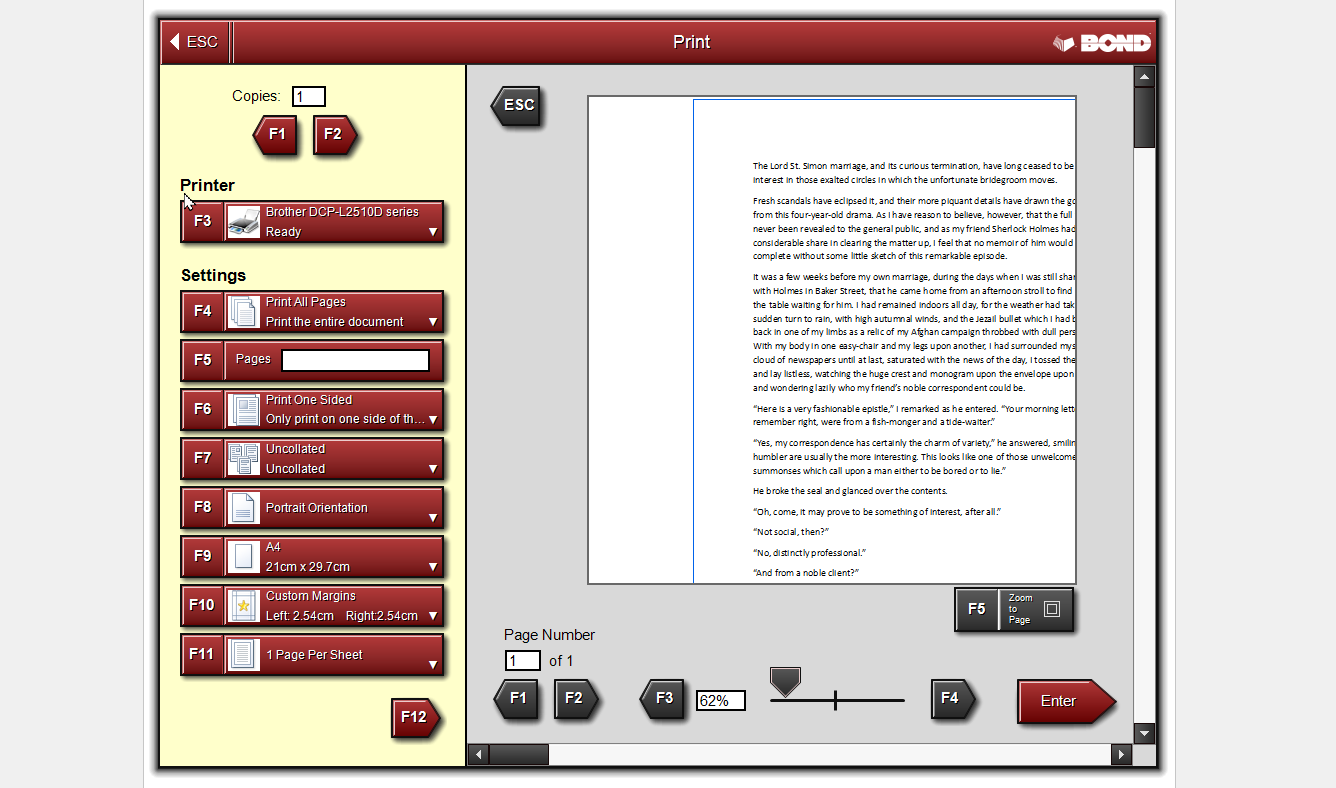 ESC
Print
BOND
Copies: 1
F1
F2
Printer
F3
Brother DCP-L2510D series
Ready
Settings
F4
Print All Pages
Print the entire document
F5
Pages
F6
Print One Sided
Only print on one side of th...
F7
Uncollated
Uncollated
F8
Portrait Orientation
F9
A4
21cm x 29.7cm
F10
Custom Margins
Left: 2.54cm Right:2.54cm
F11
1 Page Per Sheet
F12
ESC
The Lord St. Simon marriage, and its curious termination, have long ceased to be
interest in those exalted circles in which the unfortunate bridegroom moves.
Fresh scandals have eclipsed it, and their more piquant details have drawn the go
from this four-year-old drama. As I have reason to believe, however, that the full
never been revealed to the general public, and as my friend Sherlock Holmes had
considerable share in clearing the matter up, I feel that no memoir of him would
complete without some little sketch of this remarkable episode.
It was a few weeks before my own marriage, during the days when I was still shar
with Holmes in Baker Street, that he came home from an afternoon stroll to find
the table waiting for him. I had remained indoors all day, for the weather had tak
sudden turn to rain, with high autumnal winds, and the Jezail bullet which I had b
back in one of my limbs as a relic of my Afghan campaign throbbed with dull pers
With my body in one easy-chair and my legs upon another, I had surrounded mys
cloud of newspapers until at last, saturated with the news of the day, I tossed the
and lay listless, watching the huge crest and monogram upon the envelope upon
and wondering lazily who my friend’s noble correspondent could be.
“Here is a very fashionable epistle,” I remarked as he entered. “Your morning lett
remember right, were from a fish-monger and a tide-waiter.”
“Yes, my correspondence has certainly the charm of variety,” he answered, smilin
humbler are usually the more interesting. This looks like one of those unwelcome
summonses which call upon a man either to be bored or to lie.”
He broke the seal and glanced over the contents.
“Oh, come, it may prove to be something of interest, after all.”
“Not social, then?”
“No, distinctly professional.”
“And from a noble client?”
F5
Zoom
to
Page
Page Number
1 of 1
F1
F2
F3
62%
F4
Enter